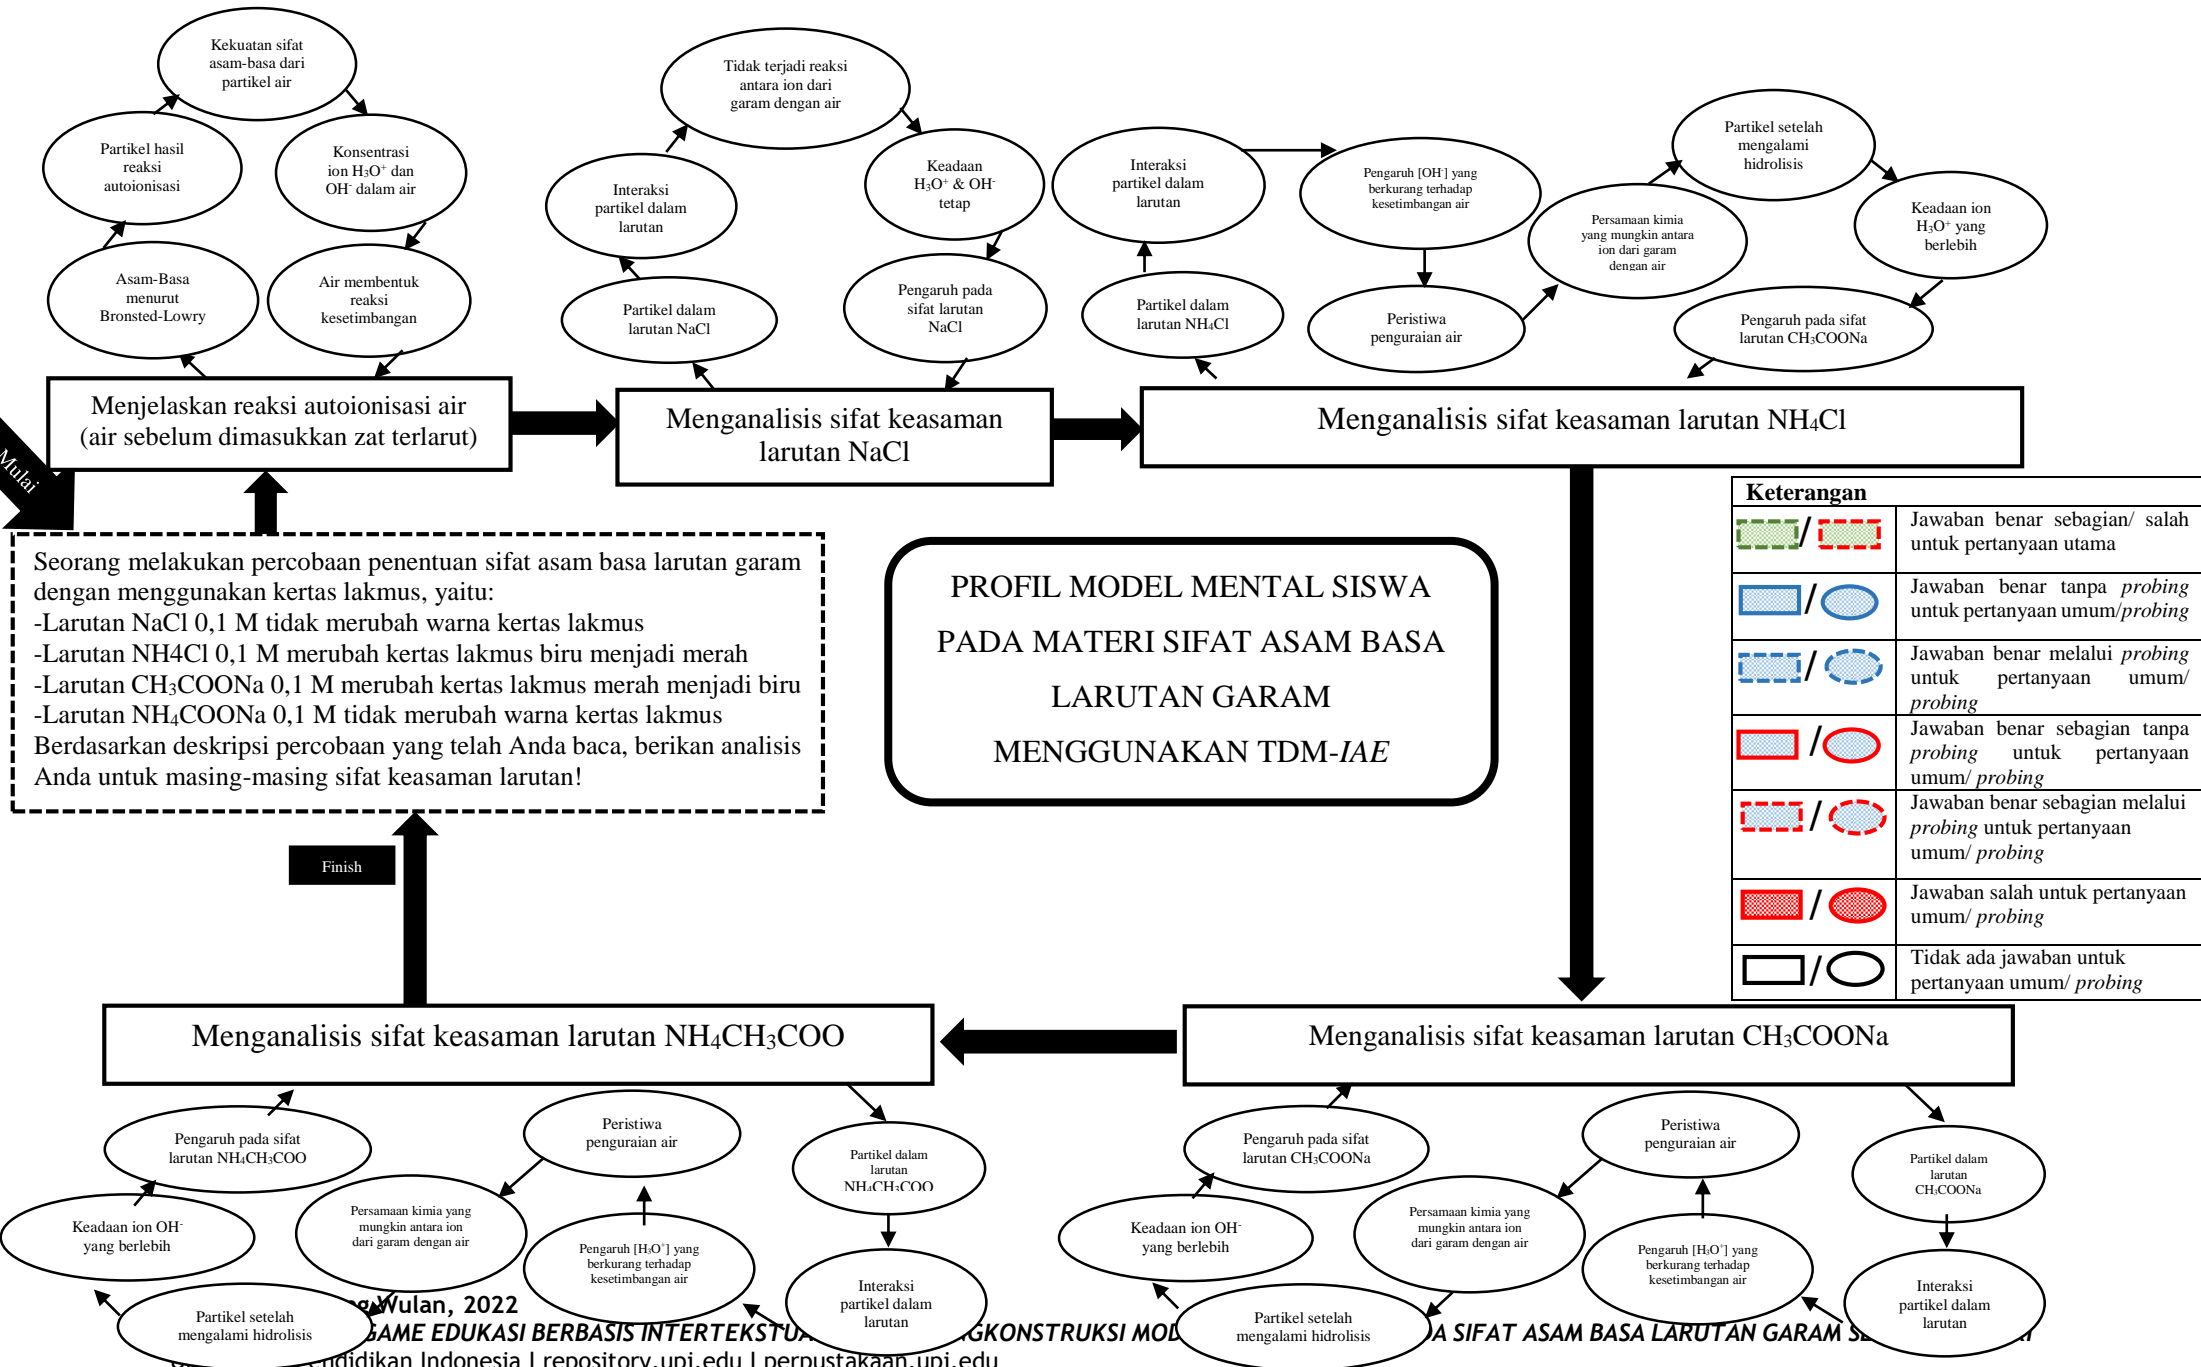 Kekuatan sifat
asam-basa dari
partikel air
Partikel hasil
reaksi
autoionisasi
Konsentrasi
ion H₃O⁺ dan
OH⁻ dalam air
Asam-Basa
menurut
Bronsted-Lowry
Air membentuk
reaksi
kesetimbangan
Tidak terjadi reaksi
antara ion dari
garam dengan air
Interaksi
partikel dalam
larutan
Keadaan
H₃O⁺ & OH⁻
tetap
Partikel dalam
larutan NaCl
Pengaruh pada
sifat larutan
NaCl
Interaksi
partikel dalam
larutan
Pengaruh [OH⁻] yang
berkurang terhadap
kesetimbangan air
Partikel setelah
mengalami
hidrolisis
Persamaan kimia
yang mungkin antara
ion dari garam
dengan air
Keadaan ion
H₃O⁺ yang
berlebih
Partikel dalam
larutan NH₄Cl
Peristiwa
penguraian air
Pengaruh pada sifat
larutan CH₃COONa
Menjelaskan reaksi autoionisasi air
(air sebelum dimasukkan zat terlarut)
Menganalisis sifat keasaman
larutan NaCl
Menganalisis sifat keasaman larutan NH₄Cl
Mulai
Seorang melakukan percobaan penentuan sifat asam basa larutan garam
dengan menggunakan kertas lakmus, yaitu:
-Larutan NaCl 0,1 M tidak merubah warna kertas lakmus
-Larutan NH4Cl 0,1 M merubah kertas lakmus biru menjadi merah
-Larutan CH₃COONa 0,1 M merubah kertas lakmus merah menjadi biru
-Larutan NH₄COONa 0,1 M tidak merubah warna kertas lakmus
Berdasarkan deskripsi percobaan yang telah Anda baca, berikan analisis
Anda untuk masing-masing sifat keasaman larutan!
PROFIL MODEL MENTAL SISWA
PADA MATERI SIFAT ASAM BASA
LARUTAN GARAM
MENGGUNAKAN TDM-IAE
Keterangan
/ Jawaban benar sebagian/ salah
untuk pertanyaan utama
/ Jawaban benar tanpa probing
untuk pertanyaan umum/probing
/ Jawaban benar melalui probing
untuk pertanyaan umum/
probing
/ Jawaban benar sebagian tanpa
probing untuk pertanyaan
umum/ probing
/ Jawaban benar sebagian melalui
probing untuk pertanyaan
umum/ probing
/ Jawaban salah untuk pertanyaan
umum/ probing
/ Tidak ada jawaban untuk
pertanyaan umum/ probing
Finish
Menganalisis sifat keasaman larutan NH₄CH₃COO
Menganalisis sifat keasaman larutan CH₃COONa
Pengaruh pada sifat
larutan NH₄CH₃COO
Peristiwa
penguraian air
Partikel dalam
larutan
NH₄CH₃COO
Keadaan ion OH⁻
yang berlebih
Persamaan kimia yang
mungkin antara ion
dari garam dengan air
Pengaruh [H₃O⁺] yang
berkurang terhadap
kesetimbangan air
Interaksi
partikel dalam
larutan
Partikel setelah
mengalami hidrolisis
Pengaruh pada sifat
larutan CH₃COONa
Peristiwa
penguraian air
Partikel dalam
larutan
CH₃COONa
Keadaan ion OH⁻
yang berlebih
Persamaan kimia yang
mungkin antara ion
dari garam dengan air
Pengaruh [H₃O⁺] yang
berkurang terhadap
kesetimbangan air
Interaksi
partikel dalam
larutan
Partikel setelah
mengalami hidrolisis
Wulan, 2022
GAME EDUKASI BERBASIS INTERTEKSTUA SIFAT ASAM BASA LARUTAN GARAM
Indonesia | repository.upi.edu | perpustakaan.upi.edu